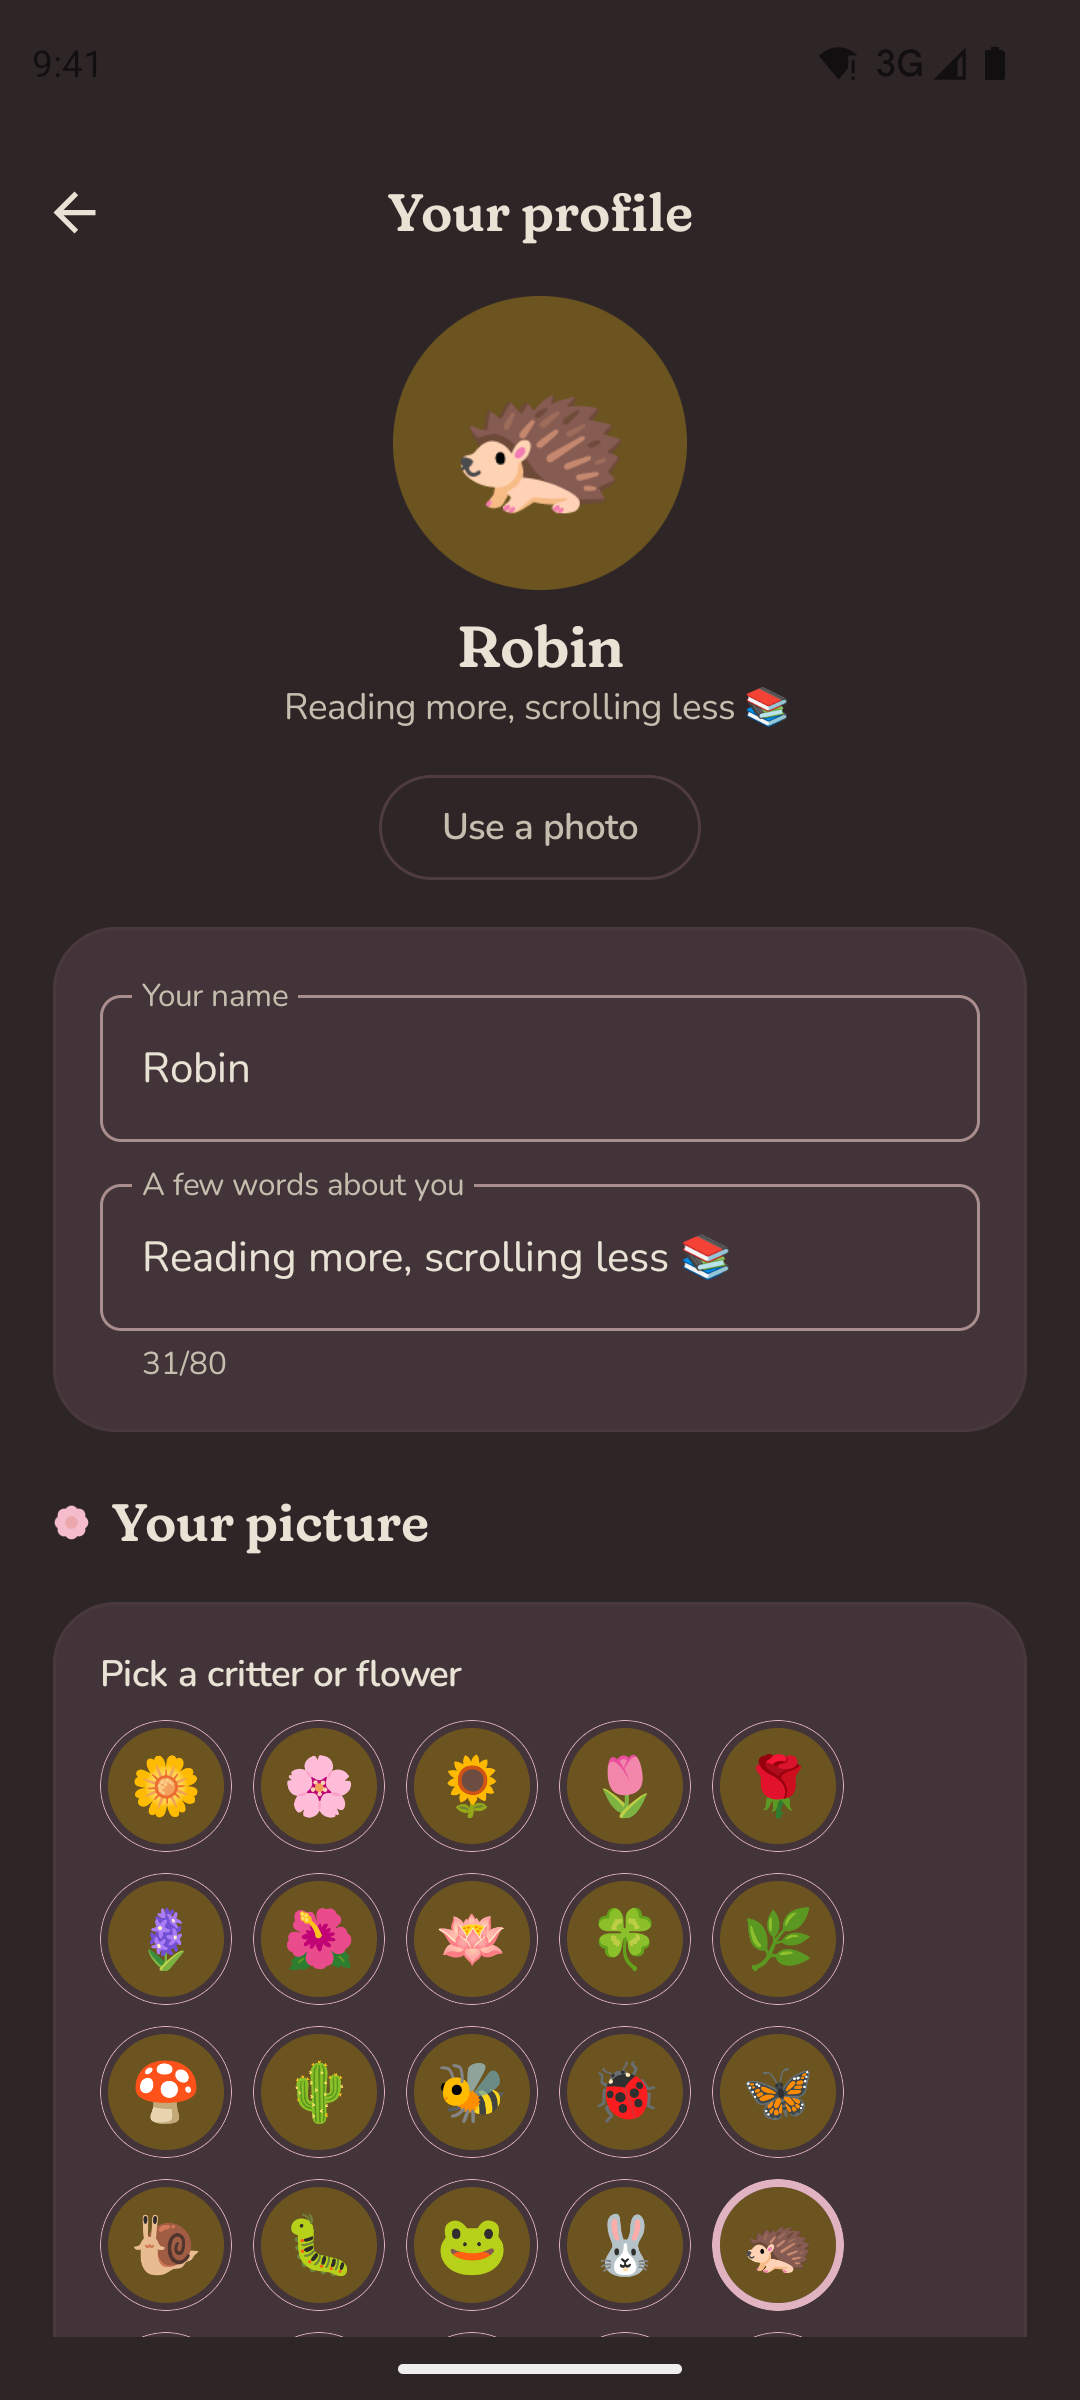 9:41
3G
Your profile
Robin
Reading more, scrolling less 📚
Use a photo
Your name
Robin
A few words about you
Reading more, scrolling less 📚
31/80
Your picture
Pick a critter or flower